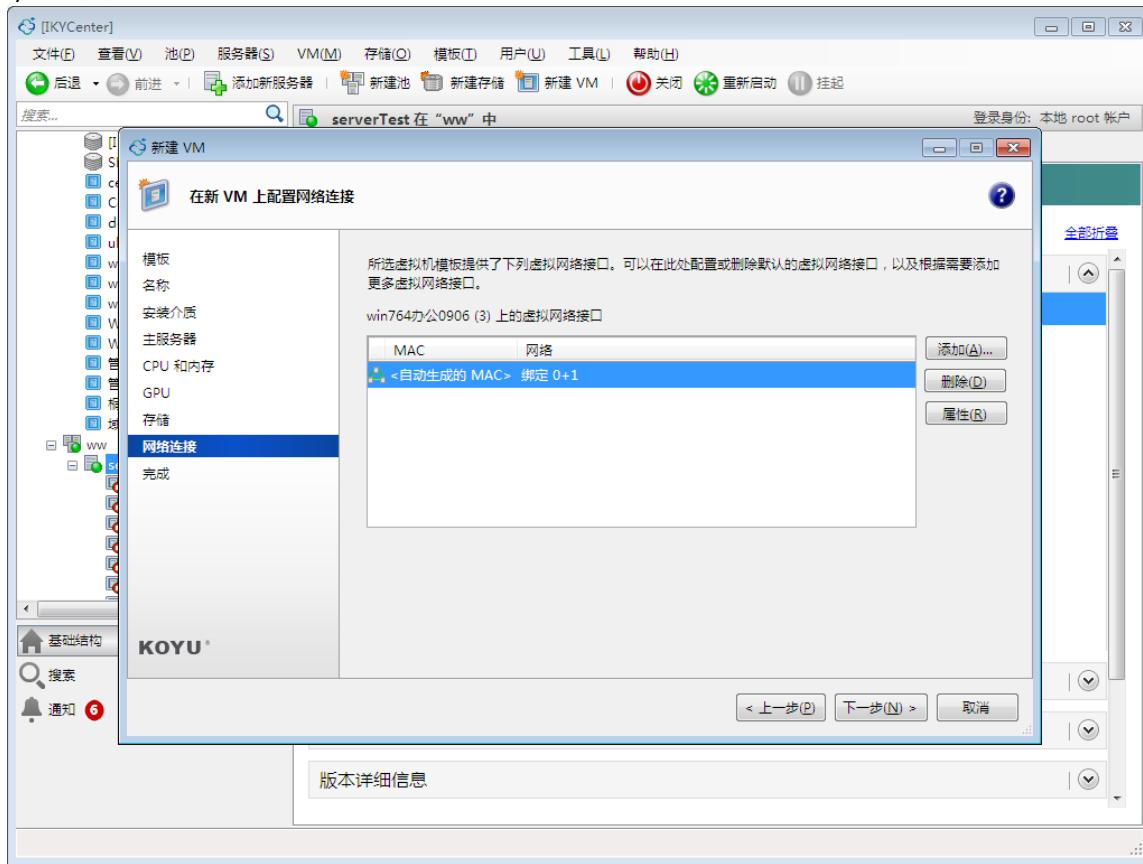 [IKYCenter]
文件(F) 查看(V) 池(P) 服务器(S) VM(M) 存储(O) 模板(T) 用户(U) 工具(L) 帮助(H)
后退 前进 添加新服务器 新建池 新建存储 新建 VM 关闭 重新启动 挂起
搜索...
serverTest 在 “ww” 中
登录身份: 本地 root 帐户
新建 VM
在新 VM 上配置网络连接
全部折叠
模板
名称
安装介质
主服务器
CPU 和内存
GPU
存储
网络连接
完成
所选虚拟机模板提供了下列虚拟网络接口。可以在此处配置或删除默认的虚拟网络接口，以及根据需要添加
更多虚拟网络接口。
win764办公0906 (3) 上的虚拟网络接口
MAC 网络
<自动生成的 MAC> 绑定 0+1
添加(A)...
删除(D)
属性(R)
ww
KOYU
< 上一步(P) 下一步(N) > 取消
基础结构
搜索
通知 6
版本详细信息